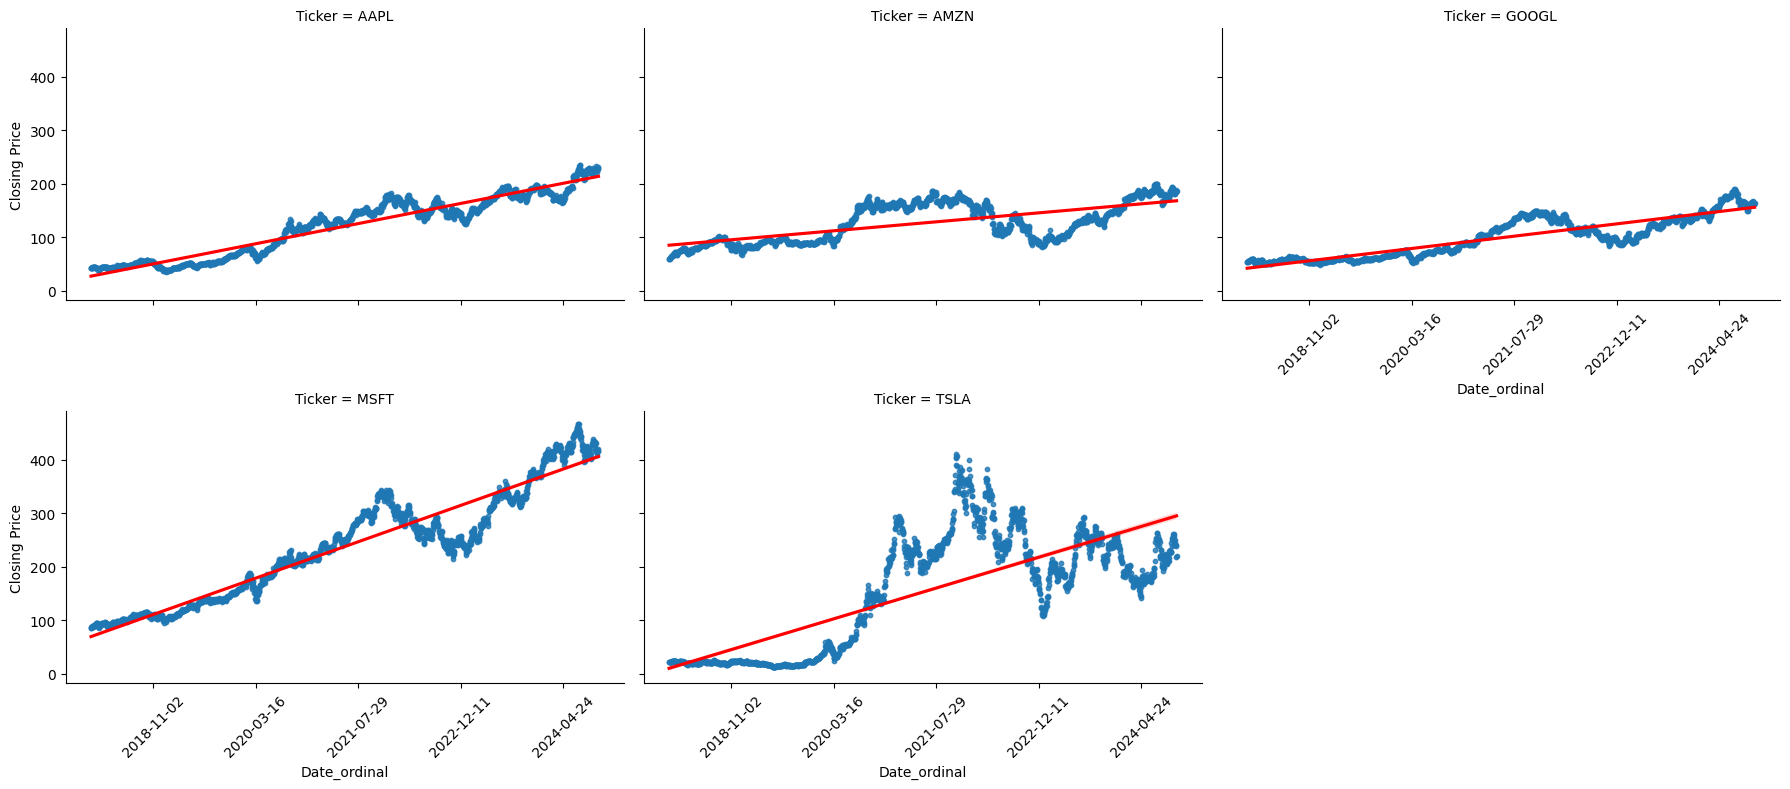 Ticker = AAPL
Ticker = AMZN
Ticker = GOOGL
Closing Price
400
300
200
100
0
2018-11-02
2020-03-16
2021-07-29
2022-12-11
2024-04-24
Date_ordinal
Ticker = MSFT
Ticker = TSLA
Closing Price
400
300
200
100
0
2018-11-02
2020-03-16
2021-07-29
2022-12-11
2024-04-24
Date_ordinal
2018-11-02
2020-03-16
2021-07-29
2022-12-11
2024-04-24
Date_ordinal